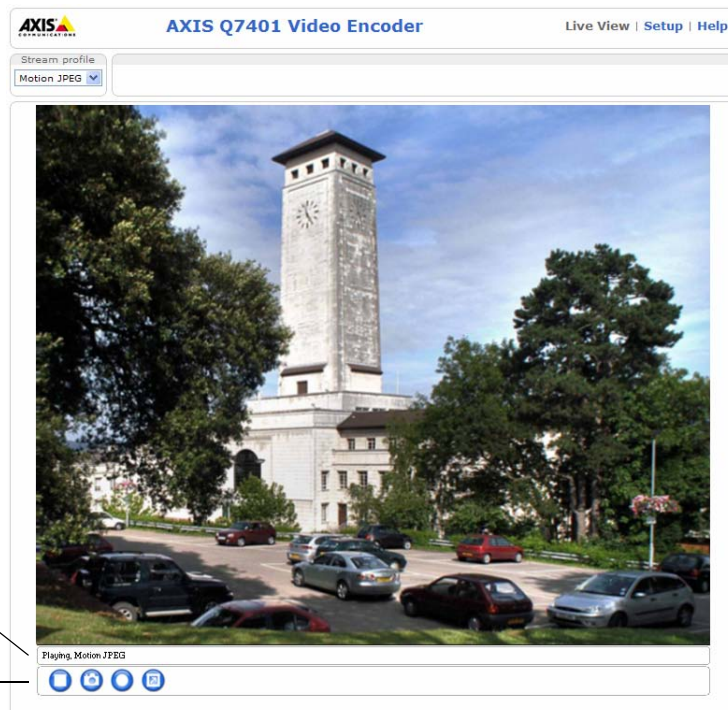 AXIS
COMMUNICATIONS
AXIS Q7401 Video Encoder
Live View | Setup | Help
Stream profile
Motion JPEG
Playing, Motion JPEG